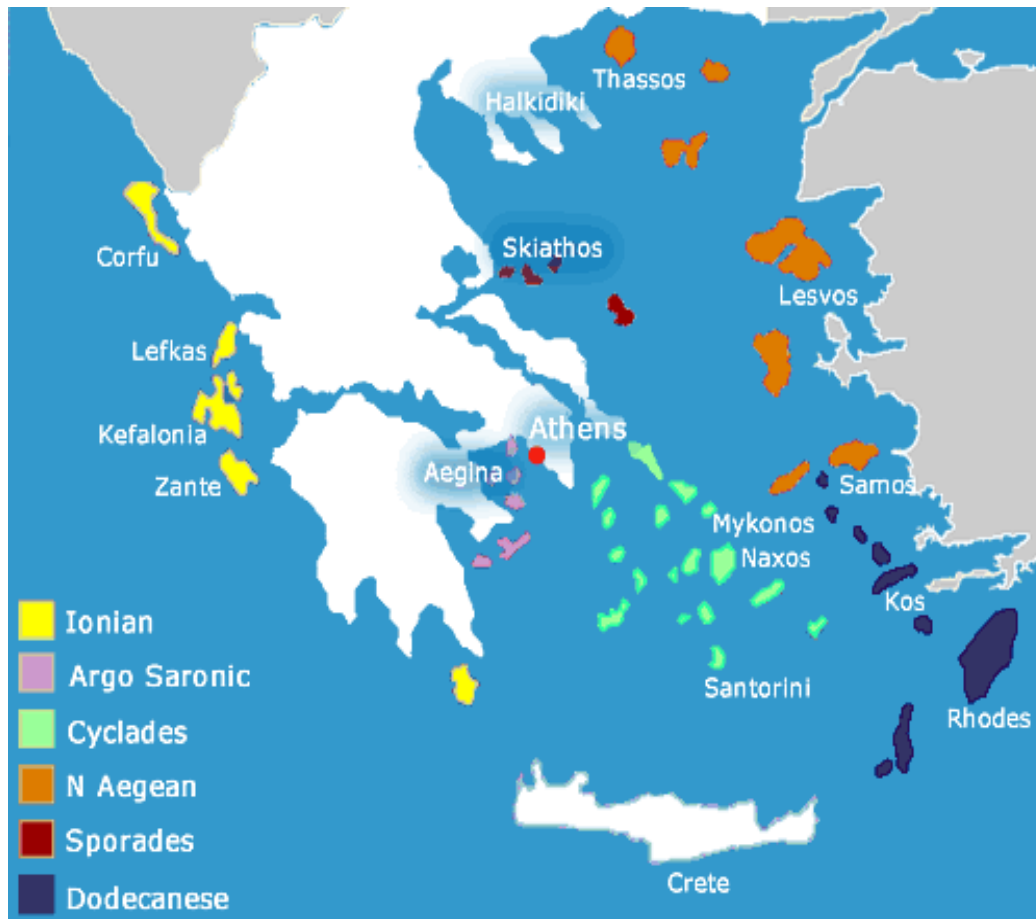 Thassos
Halkidiki
Skiathos
Corfu
Lesvos
Lefkas
Athens
Kefalonia
Aegina
Zante
Samos
Mykonos
Naxos
Kos
Ionian
Argo Saronic
Santorini
Rhodes
Cyclades
N Aegean
Sporades
Crete
Dodecanese